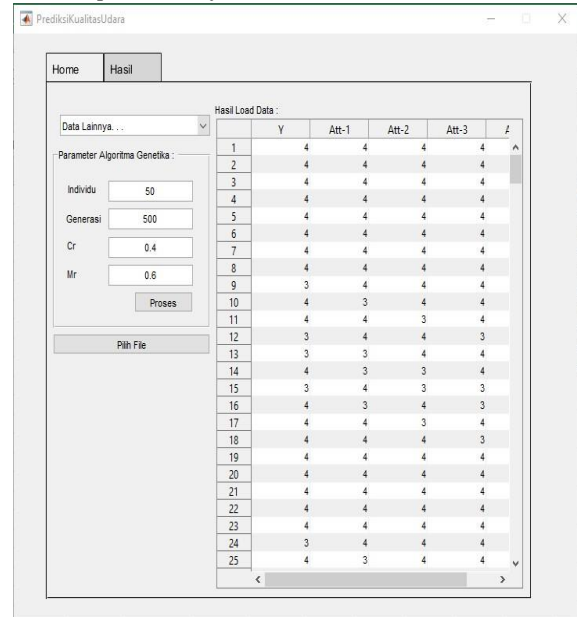 PrediksiKualitasUdara
Home Hasil
Hasil Load Data :
Data Lainnya. . .
Parameter Algoritma Genetika :
Individu 50
Generasi 500
Cr 0.4
Mr 0.6
Proses
Pilih File
Y Att-1 Att-2 Att-3 A
1 4 4 4 4
2 4 4 4 4
3 4 4 4 4
4 4 4 4 4
5 4 4 4 4
6 4 4 4 4
7 4 4 4 4
8 4 4 4 4
9 3 4 4 4
10 4 3 4 4
11 4 4 3 4
12 3 4 4 3
13 3 3 4 4
14 4 3 3 4
15 3 4 3 3
16 4 3 4 3
17 4 4 3 4
18 4 4 4 3
19 4 4 4 4
20 4 4 4 4
21 4 4 4 4
22 4 4 4 4
23 4 4 4 4
24 3 4 4 4
25 4 3 4 4